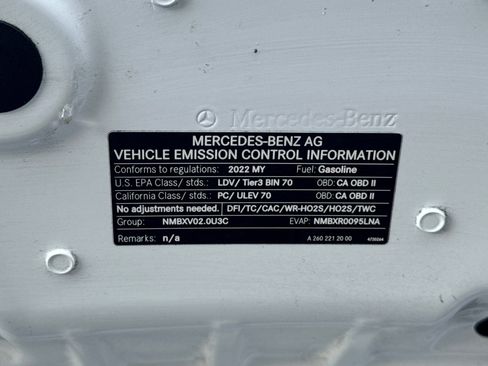 Mercedes-Benz
MERCEDES-BENZ AG
VEHICLE EMISSION CONTROL INFORMATION
Conforms to regulations: 2022 MY Fuel: Gasoline
U.S. EPA Class/ stds.: LDV/ Tier3 BIN 70 OBD: CA OBD II
California Class/ stds.: PC/ ULEV 70 OBD: CA OBD II
No adjustments needed. DFI/TC/CAC/WR-HO2S/HO2S/TWC
Group: NMBXV02.0U3C EVAP: NMBXR0095LNA
Remarks: n/a A 260 221 20 00